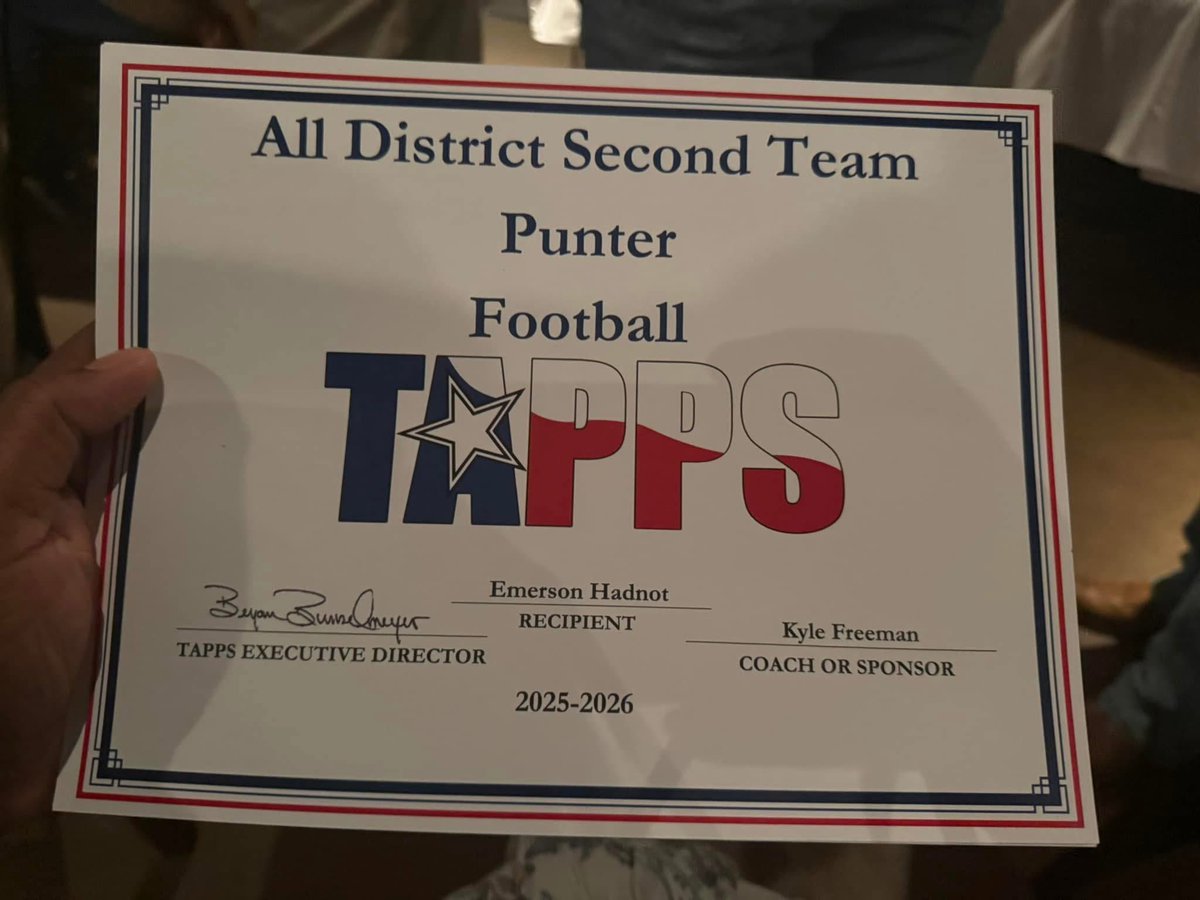 All District Second Team
Punter
Football
TAPPS
Emerson Hadnot
RECIPIENT
TAPPS EXECUTIVE DIRECTOR
Kyle Freeman
COACH OR SPONSOR
2025-2026